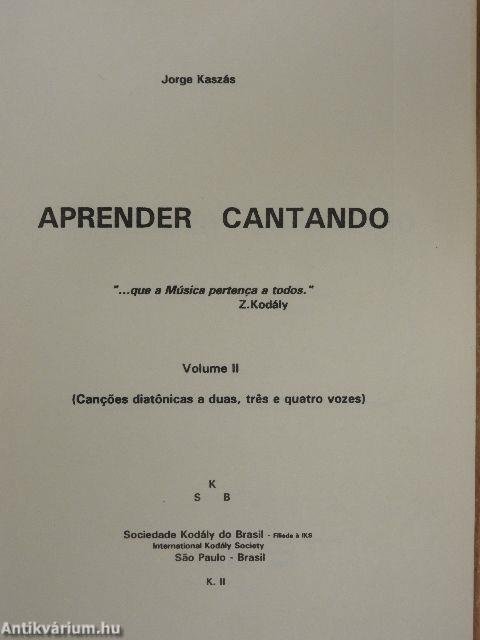 Jorge Kaszás
APRENDER CANTANDO
"...que a Música pertença a todos."
Z.Kodály
Volume II
(Canções diatônicas a duas, três e quatro vozes)
K
S B
Sociedade Kodály do Brasil - Filiada à IKS
International Kodály Society
São Paulo - Brasil
K. II
Antikvárium.hu